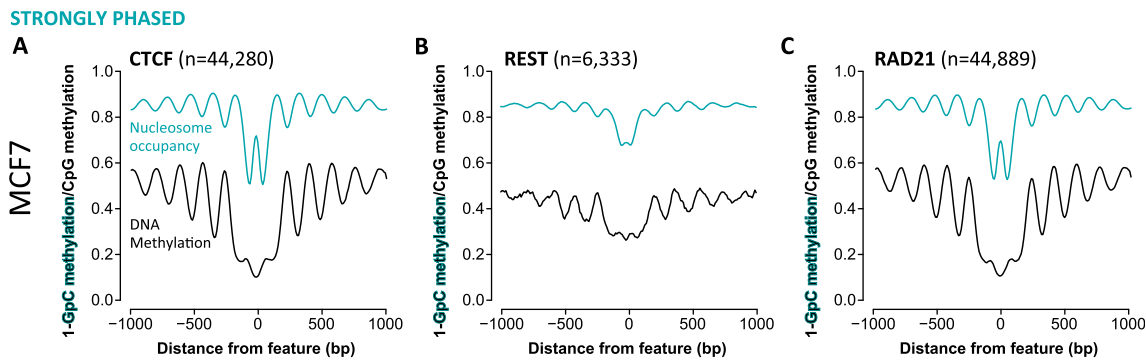 STRONGLY PHASED
MCF7
A
CTCF (n=44,280)
1-GpC methylation/CpG methylation
1.0
0.8
0.6
0.4
0.2
0.0
Nucleosome
occupancy
DNA
Methylation
−1000 −500 0 500 1000
Distance from feature (bp)
B
REST (n=6,333)
1-GpC methylation/CpG methylation
1.0
0.8
0.6
0.4
0.2
0.0
−1000 −500 0 500 1000
Distance from feature (bp)
C
RAD21 (n=44,889)
1-GpC methylation/CpG methylation
1.0
0.8
0.6
0.4
0.2
0.0
−1000 −500 0 500 1000
Distance from feature (bp)